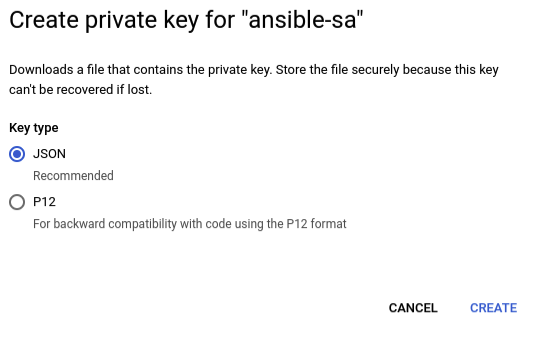 Create private key for "ansible-sa"
Downloads a file that contains the private key. Store the file securely because this key
can't be recovered if lost.
Key type
JSON
Recommended
P12
For backward compatibility with code using the P12 format
CANCEL CREATE